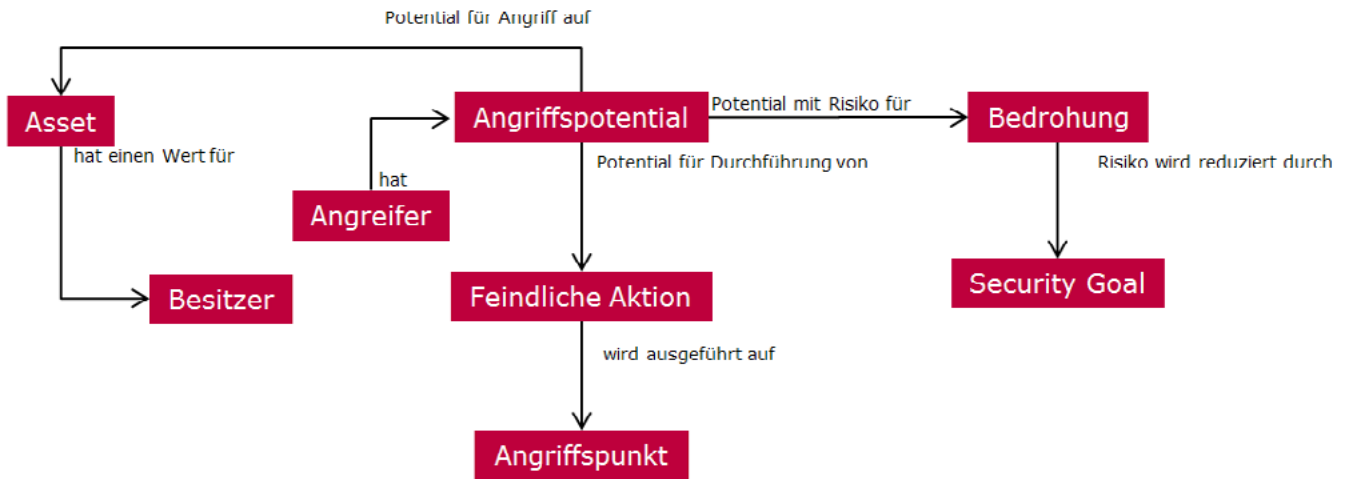 Potential für Angriff auf
Asset
Angriffspotential
Potential mit Risiko für
Bedrohung
hat einen Wert für
Potential für Durchführung von
Risiko wird reduziert durch
hat
Angreifer
Besitzer
Feindliche Aktion
Security Goal
wird ausgeführt auf
Angriffspunkt